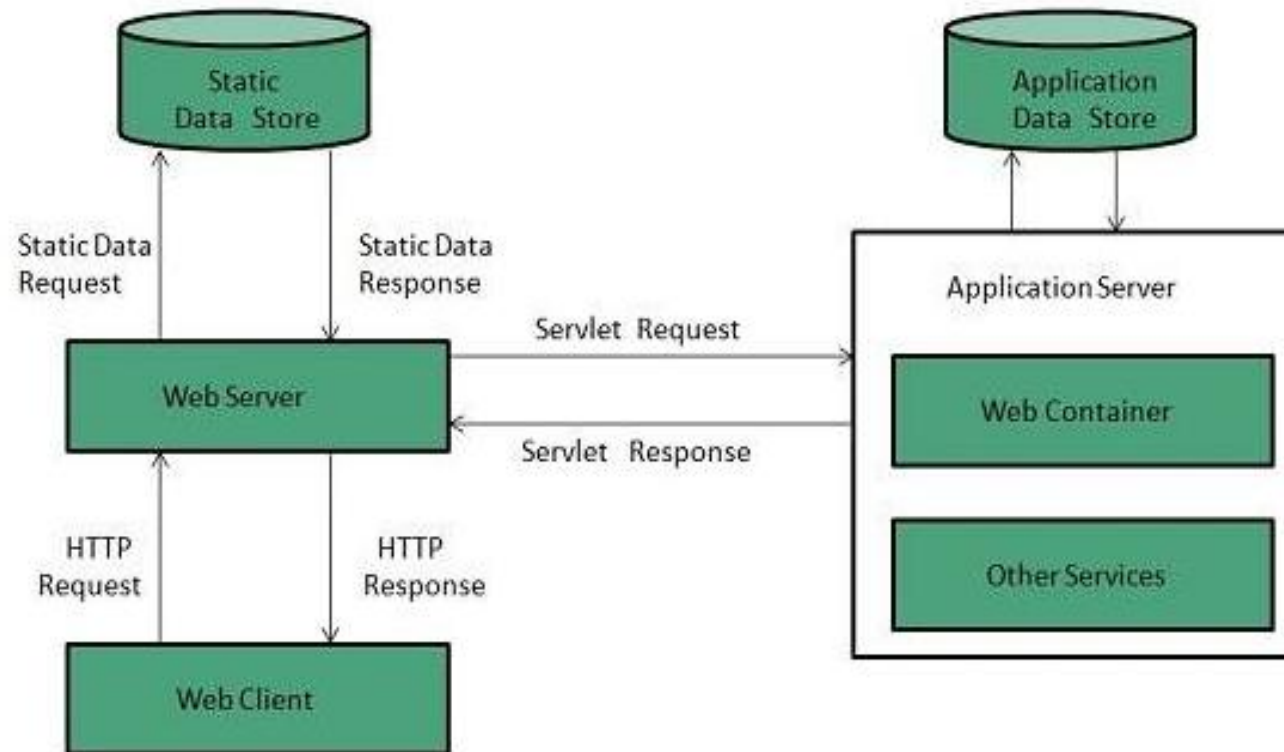 Static
Data Store
Application
Data Store
Static Data
Request
Static Data
Response
Application Server
Servlet Request
Web Server
Web Container
Servlet Response
HTTP
Request
HTTP
Response
Other Services
Web Client